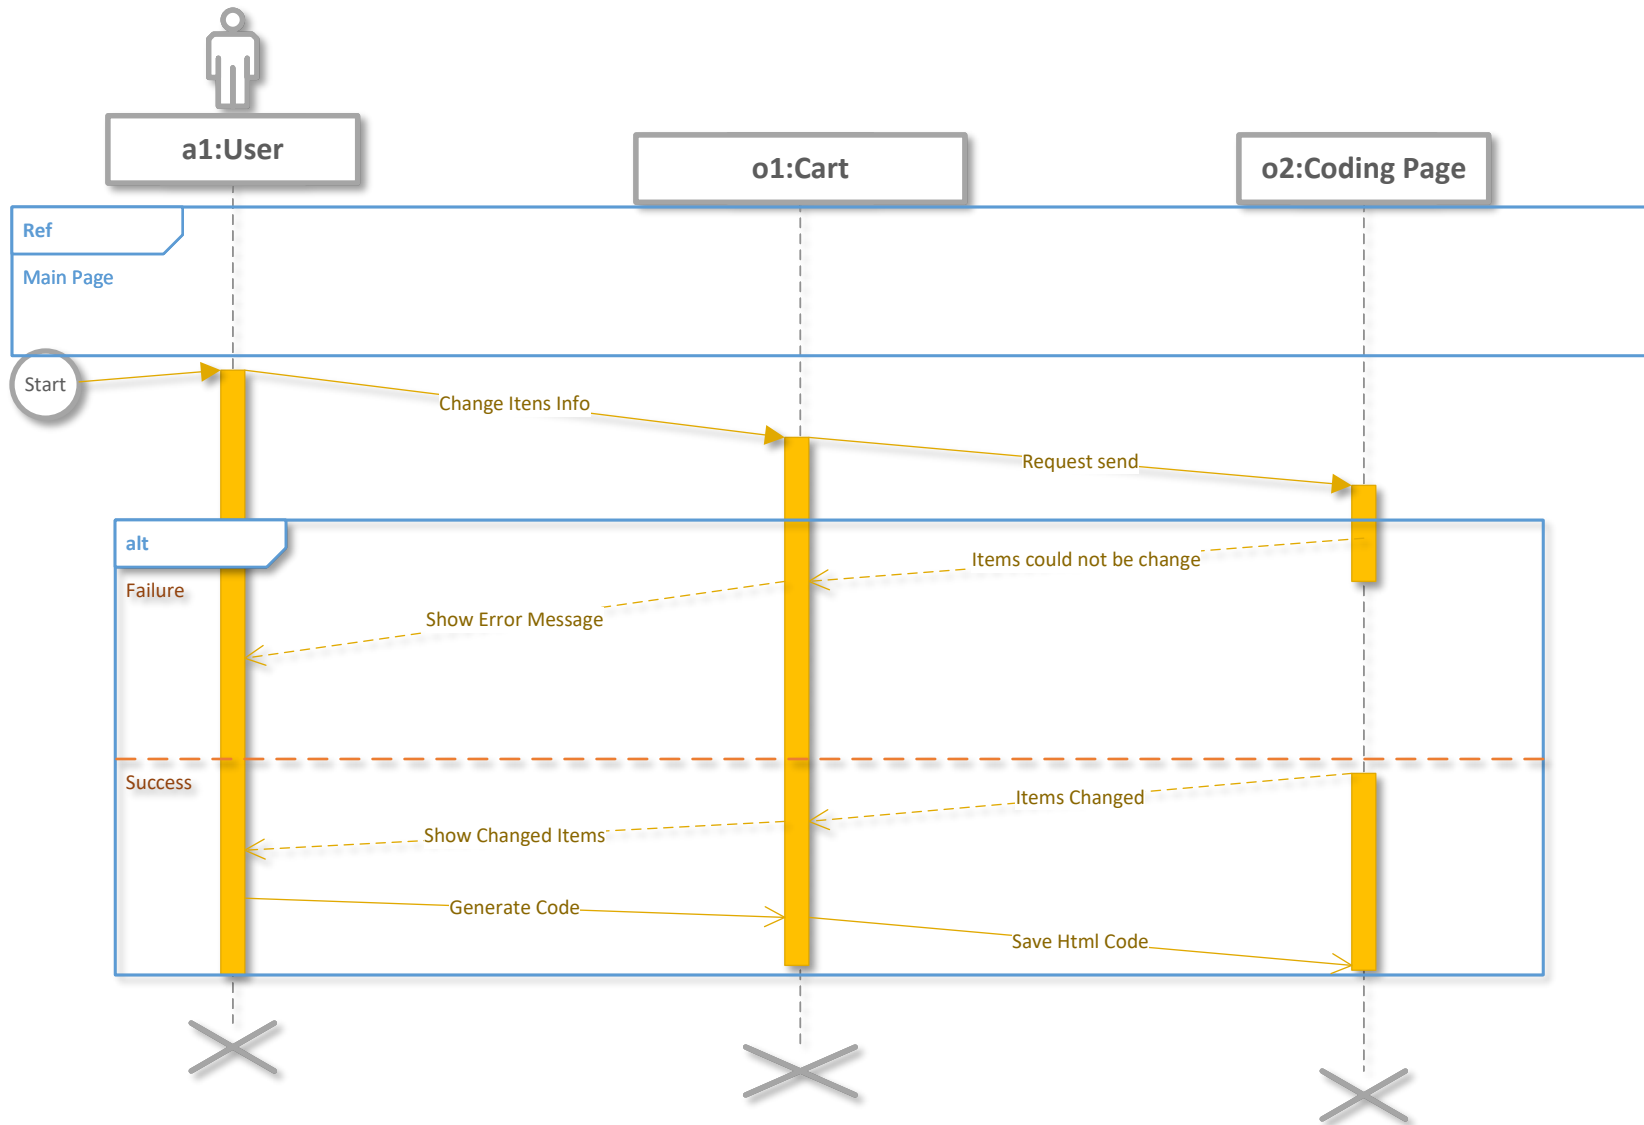 a1:User
o1:Cart
o2:Coding Page
Ref
Main Page
Start
Change Itens Info
Request send
alt
Items could not be change
Failure
Show Error Message
Success
Items Changed
Show Changed Items
Generate Code
Save Html Code